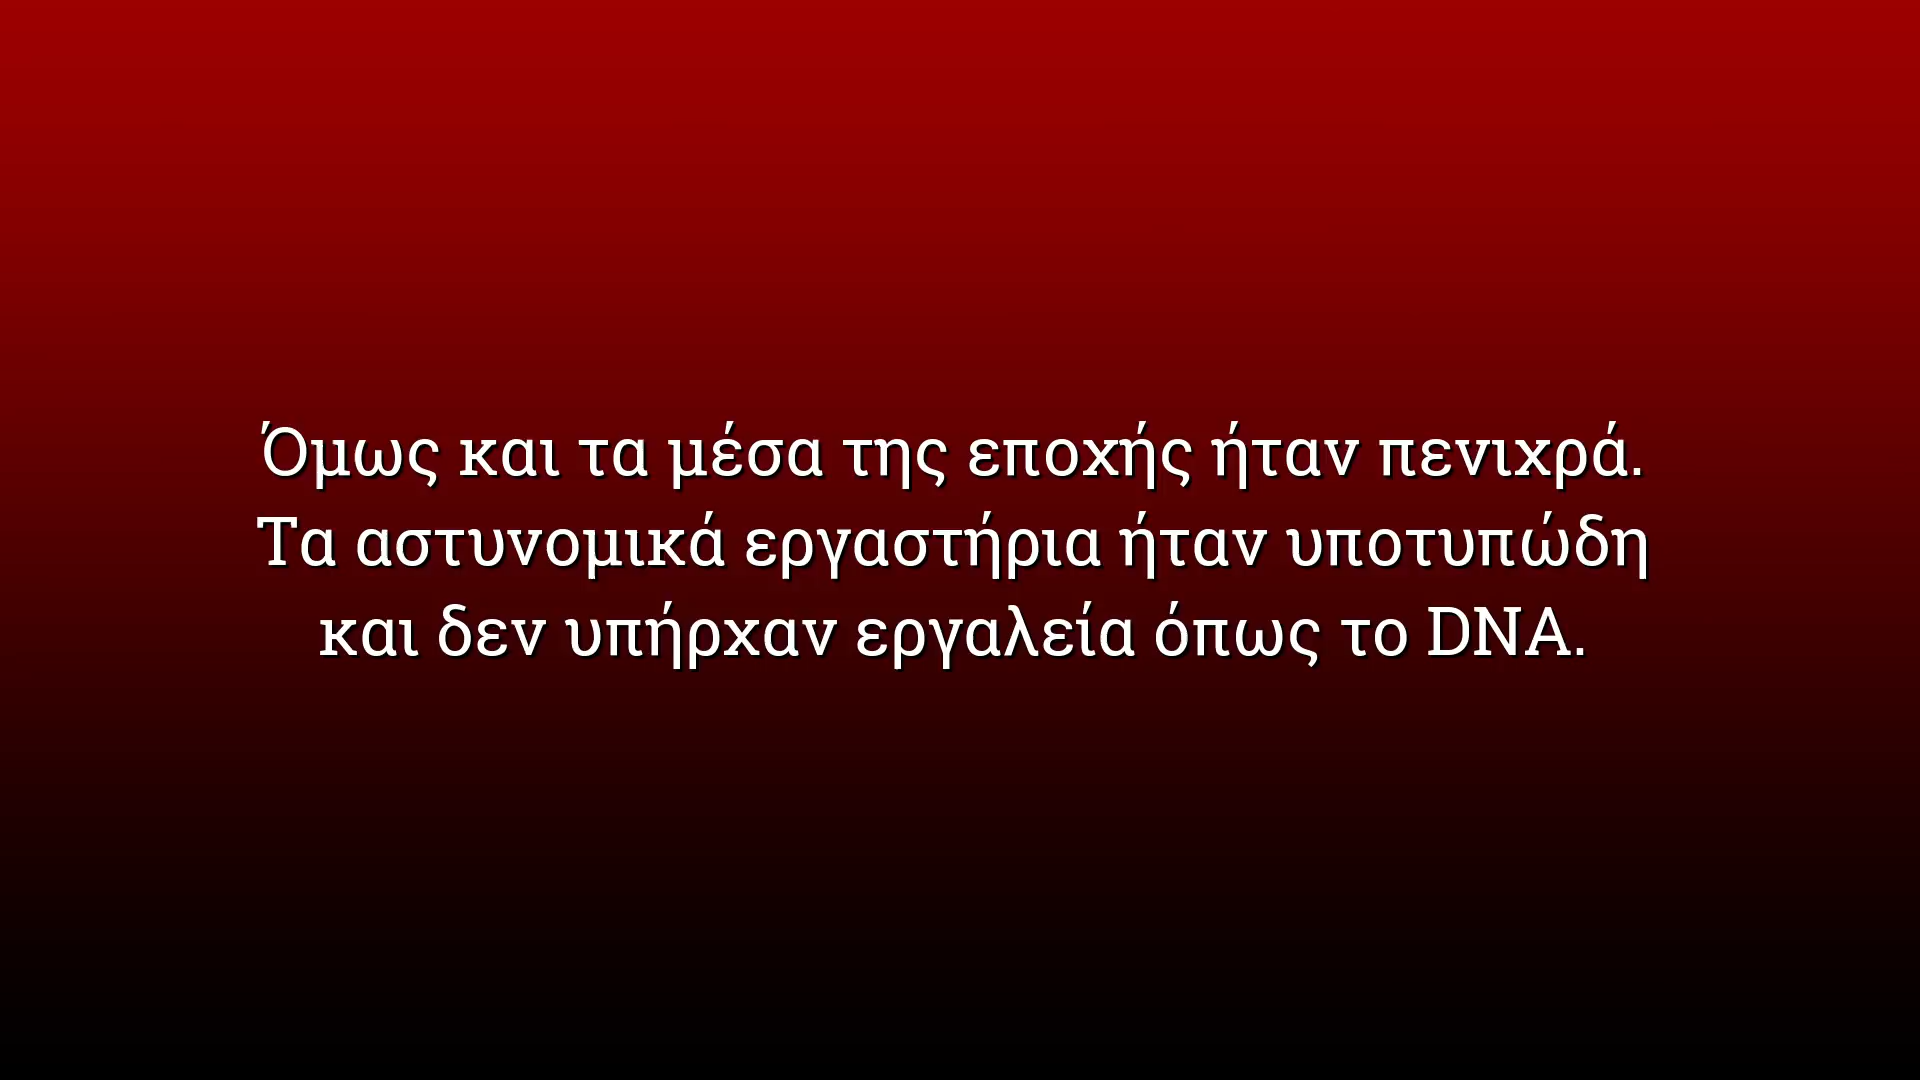 Όμως και τα μέσα της εποχής ήταν πενιχρά.
Τα αστυνομικά εργαστήρια ήταν υποτυπώδη
και δεν υπήρχαν εργαλεία όπως το DNA.